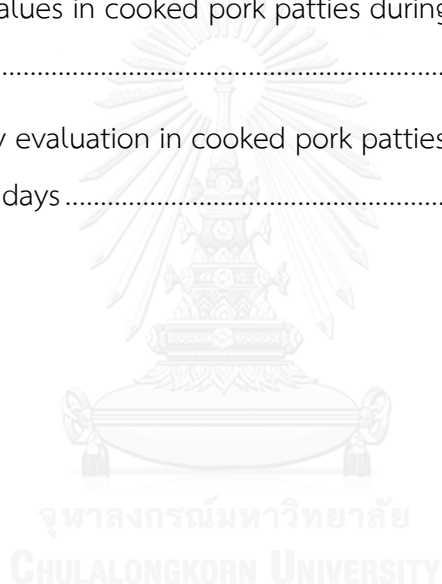 alues in cooked pork patties during
........................................................................
y evaluation in cooked pork patties
days............................................................
จุฬาลงกรณ์มหาวิทยาลัย
CHULALONGKORN UNIVERSITY